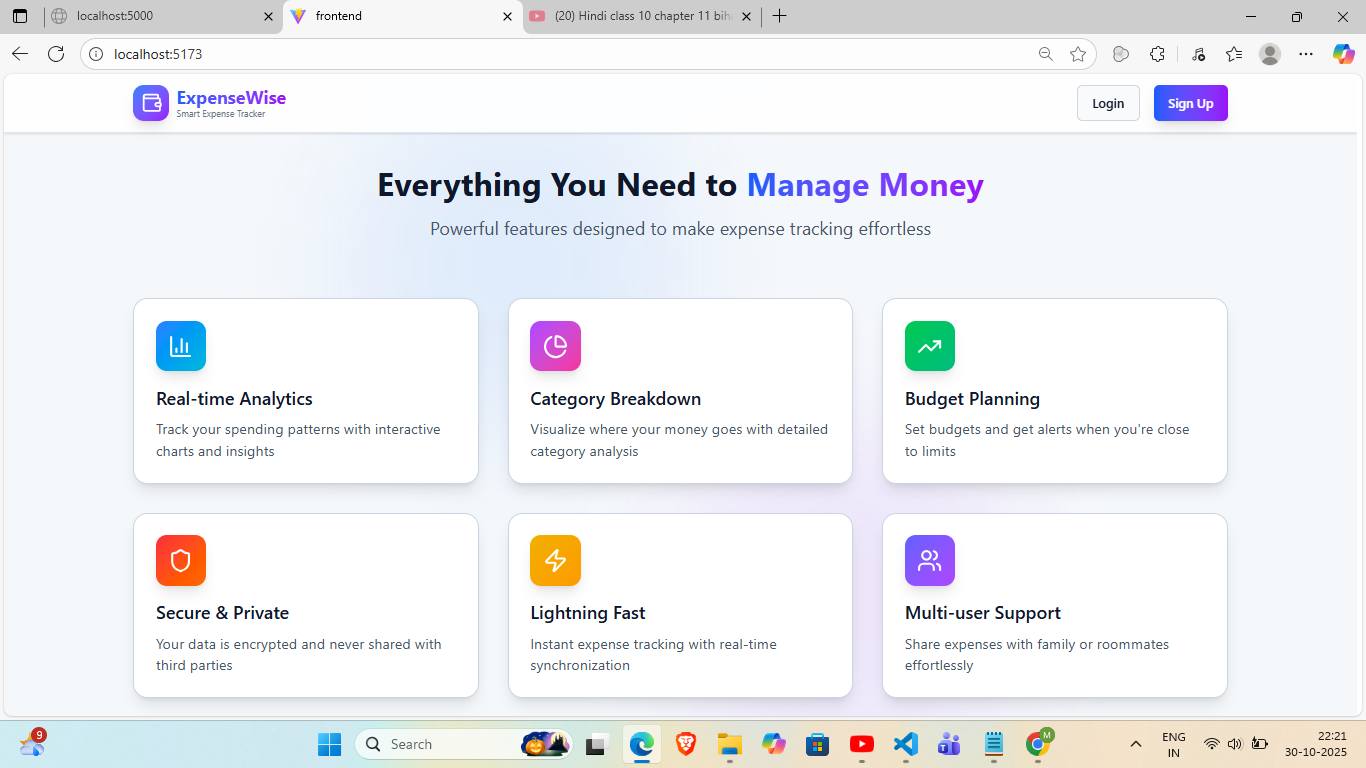 localhost:5000
frontend
(20) Hindi class 10 chapter 11
localhost:5173
ExpenseWise
Smart Expense Tracker
Login
Sign Up
Everything You Need to Manage Money
Powerful features designed to make expense tracking effortless
Real-time Analytics
Track your spending patterns with interactive
charts and insights
Category Breakdown
Visualize where your money goes with detailed
category analysis
Budget Planning
Set budgets and get alerts when you're close
to limits
Secure & Private
Your data is encrypted and never shared with
third parties
Lightning Fast
Instant expense tracking with real-time
synchronization
Multi-user Support
Share expenses with family or roommates
effortlessly
9
Search
M
ENG
IN
22:21
30-10-2025